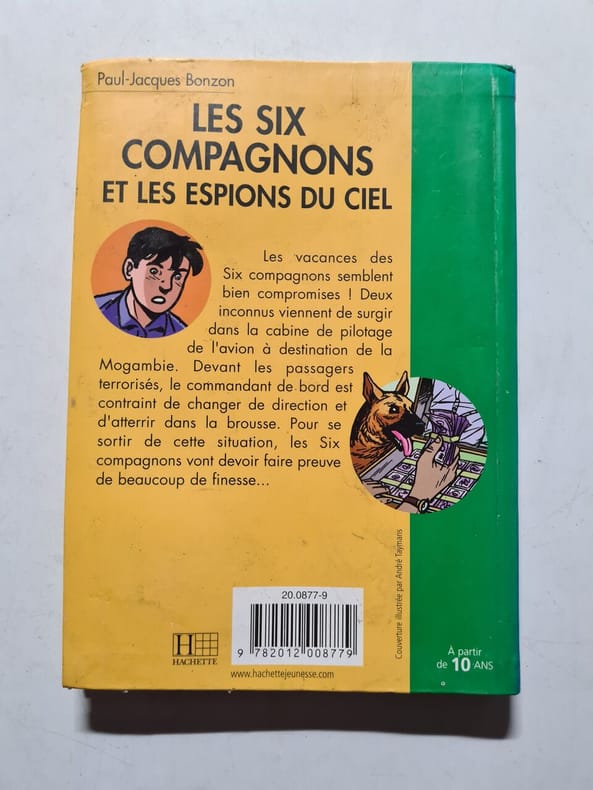 Paul-Jacques Bonzon
LES SIX
COMPAGNONS
ET LES ESPIONS DU CIEL
Les vacances des
Six compagnons semblent
bien compromises ! Deux
inconnus viennent de surgir
dans la cabine de pilotage
de l'avion à destination de la
Mogambie. Devant les passagers
terrorisés, le commandant de bord est
contraint de changer de direction et
d'atterrir dans la brousse. Pour se
sortir de cette situation, les Six
compagnons vont devoir faire preuve
de beaucoup de finesse...
Couverture illustrée par André Taymans
20.0877-9
9 782012 008779
H
HACHETTE
www.hachettejeunesse.com
À partir
de 10 ANS